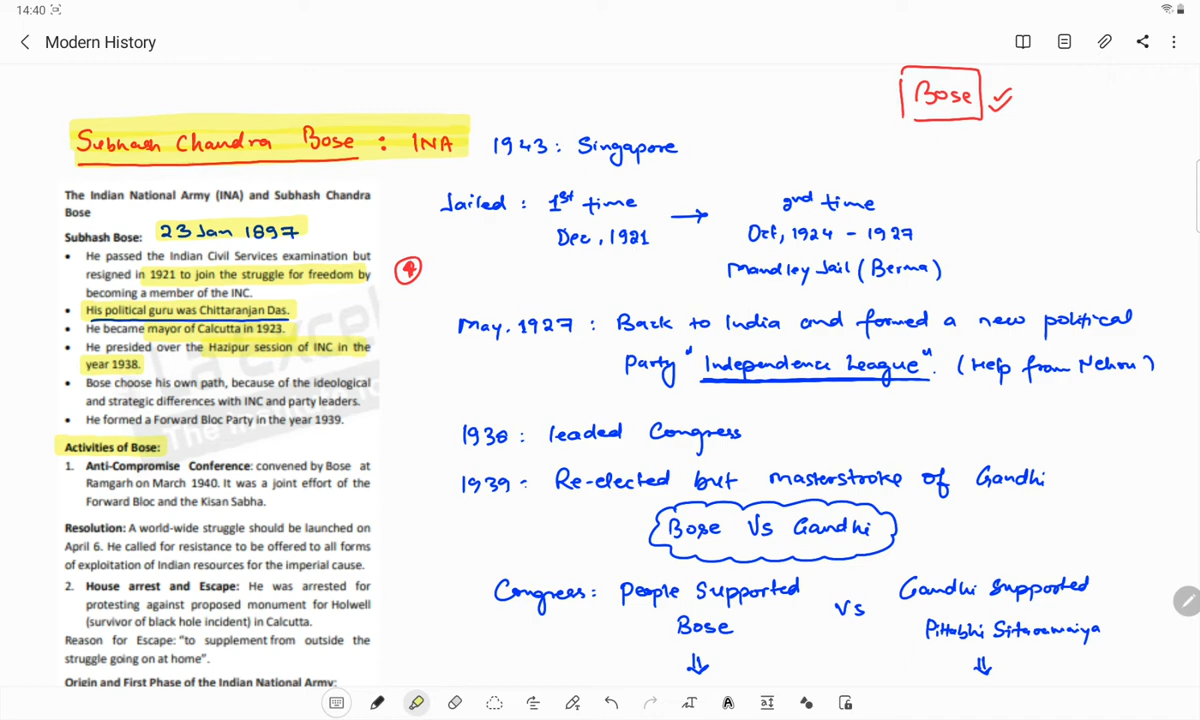 14:40
Modern History
Bose
Subhash Chandra Bose : INA
1943 : Singapore
The Indian National Army (INA) and Subhash Chandra
Bose
Subhash Bose: 23 Jan 1897
• He passed the Indian Civil Services examination but
resigned in 1921 to join the struggle for freedom by
becoming a member of the INC.
• His political guru was Chittaranjan Das.
• He became mayor of Calcutta in 1923.
• He presided over the Hazipur session of INC in the
year 1938.
• Bose choose his own path, because of the ideological
and strategic differences with INC and party leaders.
• He formed a Forward Bloc Party in the year 1939.
Activities of Bose:
1. Anti-Compromise Conference: convened by Bose at
Ramgarh on March 1940. It was a joint effort of the
Forward Bloc and the Kisan Sabha.
Resolution: A world-wide struggle should be launched on
April 6. He called for resistance to be offered to all forms
of exploitation of Indian resources for the imperial cause.
2. House arrest and Escape: He was arrested for
protesting against proposed monument for Holwell
(survivor of black hole incident) in Calcutta.
Reason for Escape: "to supplement from outside the
struggle going on at home".
Origin and First Phase of the Indian National Army:
Jailed : 1st time → 2nd time
Dec, 1921
Oct, 1924 - 1927
Mandley Jail (Berma)
May, 1927 : Back to India and formed a new political
Party "Independence League". (Help from Nehru)
1938 : leaded Congress
1939 - Re-elected but masterstroke of Gandhi
Bose Vs Gandhi
Congress : People Supported
Bose
Vs
Gandhi Supported
Pittabhi Sitaramaiya